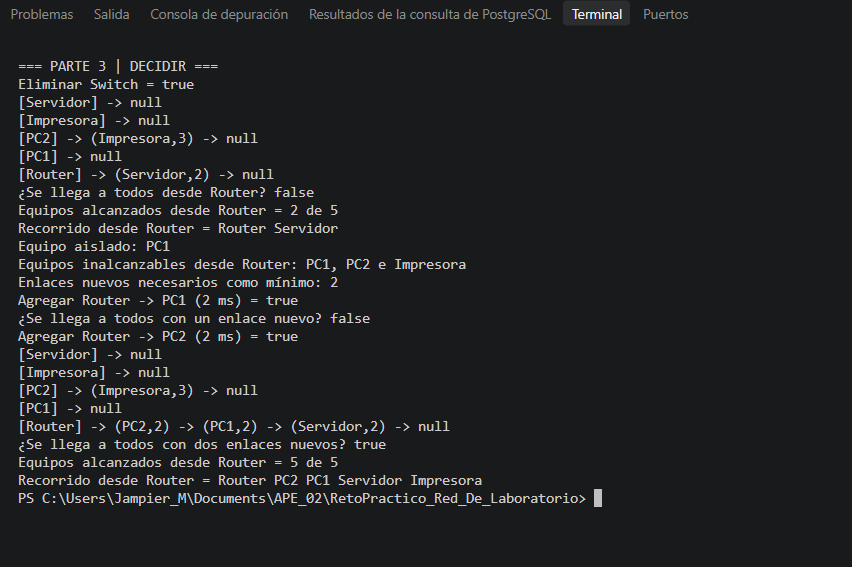 Problemas Salida Consola de depuración Resultados de la consulta de PostgreSQL Terminal Puertos
=== PARTE 3 | DECIDIR ===
Eliminar Switch = true
[Servidor] -> null
[Impresora] -> null
[PC2] -> (Impresora,3) -> null
[PC1] -> null
[Router] -> (Servidor,2) -> null
¿Se llega a todos desde Router? false
Equipos alcanzados desde Router = 2 de 5
Recorrido desde Router = Router Servidor
Equipo aislado: PC1
Equipos inalcanzables desde Router: PC1, PC2 e Impresora
Enlaces nuevos necesarios como mínimo: 2
Agregar Router -> PC1 (2 ms) = true
¿Se llega a todos con un enlace nuevo? false
Agregar Router -> PC2 (2 ms) = true
[Servidor] -> null
[Impresora] -> null
[PC2] -> (Impresora,3) -> null
[PC1] -> null
[Router] -> (PC2,2) -> (PC1,2) -> (Servidor,2) -> null
¿Se llega a todos con dos enlaces nuevos? true
Equipos alcanzados desde Router = 5 de 5
Recorrido desde Router = Router PC2 PC1 Servidor Impresora
PS C:\Users\Jampier_M\Documents\APE_02\RetoPractico_Red_De_Laboratorio>